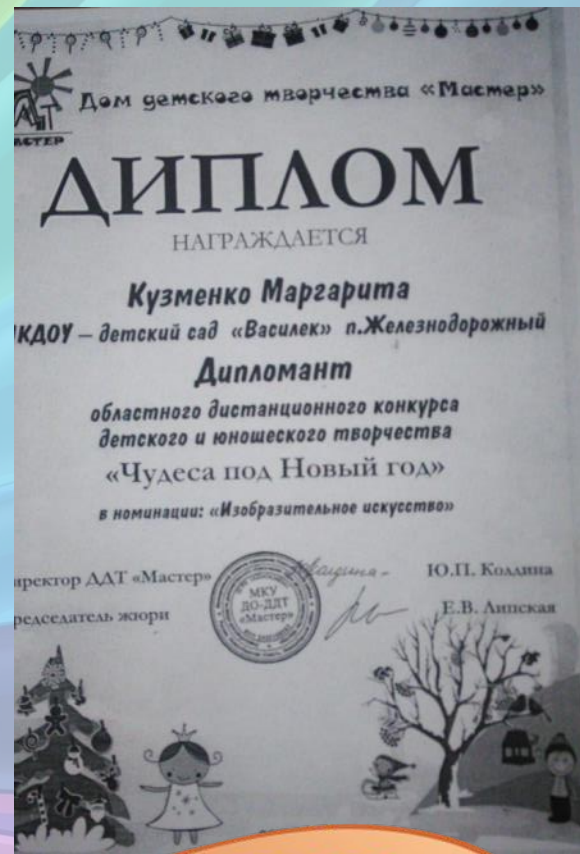 Дом детского творчества «Мастер»
ДИПЛОМ
НАГРАЖДАЕТСЯ
Кузменко Маргарита
КДОУ – детский сад «Василек» п.Железнодорожный
Дипломант
областного дистанционного конкурса
детского и юношеского творчества
«Чудеса под Новый год»
в номинации: «Изобразительное искусство»
иректор ДДТ «Мастер» Ю.П. Колдина
редседатель жюри Е.В. Липская
МКУ
ДО-ДДТ
«Мастер»